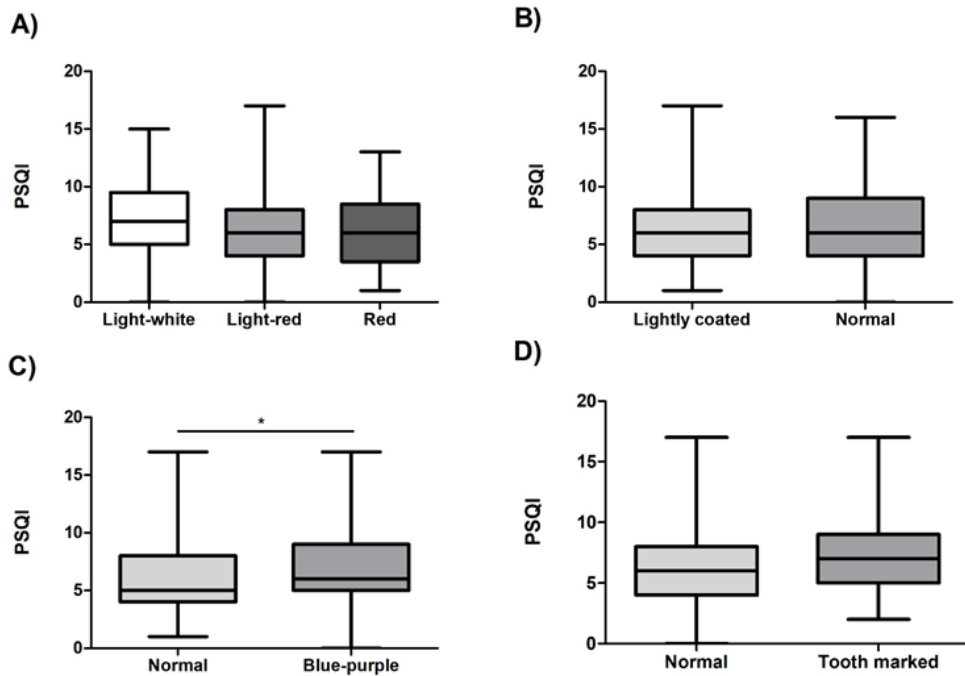 A)
PSQI
20
15
10
5
0
Light-white Light-red Red
B)
PSQI
20
15
10
5
0
Lightly coated Normal
C)
PSQI
20
15
10
5
0
*
Normal Blue-purple
D)
PSQI
20
15
10
5
0
Normal Tooth marked